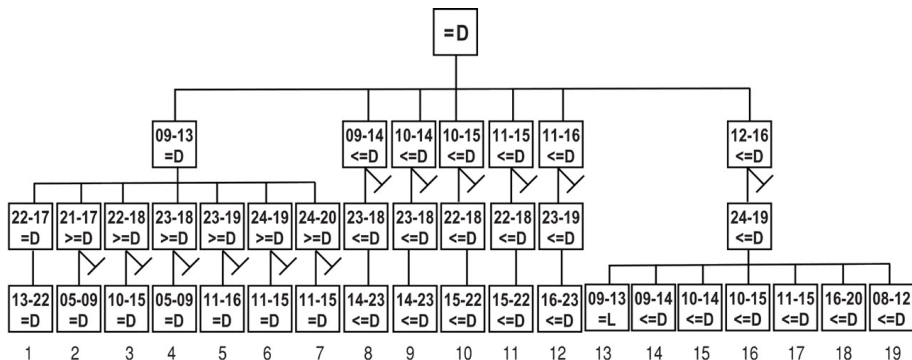 =D
09-13
=D
09-14
<=D
10-14
<=D
10-15
<=D
11-15
<=D
11-16
<=D
12-16
<=D
22-17
=D
21-17
>=D
22-18
>=D
23-18
>=D
23-19
>=D
24-19
>=D
24-20
>=D
23-18
<=D
23-18
<=D
22-18
<=D
22-18
<=D
23-19
<=D
24-19
<=D
13-22
=D
05-09
=D
10-15
=D
05-09
=D
11-16
=D
11-15
=D
11-15
=D
14-23
<=D
14-23
<=D
15-22
<=D
15-22
<=D
16-23
<=D
09-13
=L
09-14
<=D
10-14
<=D
10-15
<=D
11-15
<=D
16-20
<=D
08-12
<=D
1 2 3 4 5 6 7 8 9 10 11 12 13 14 15 16 17 18 19